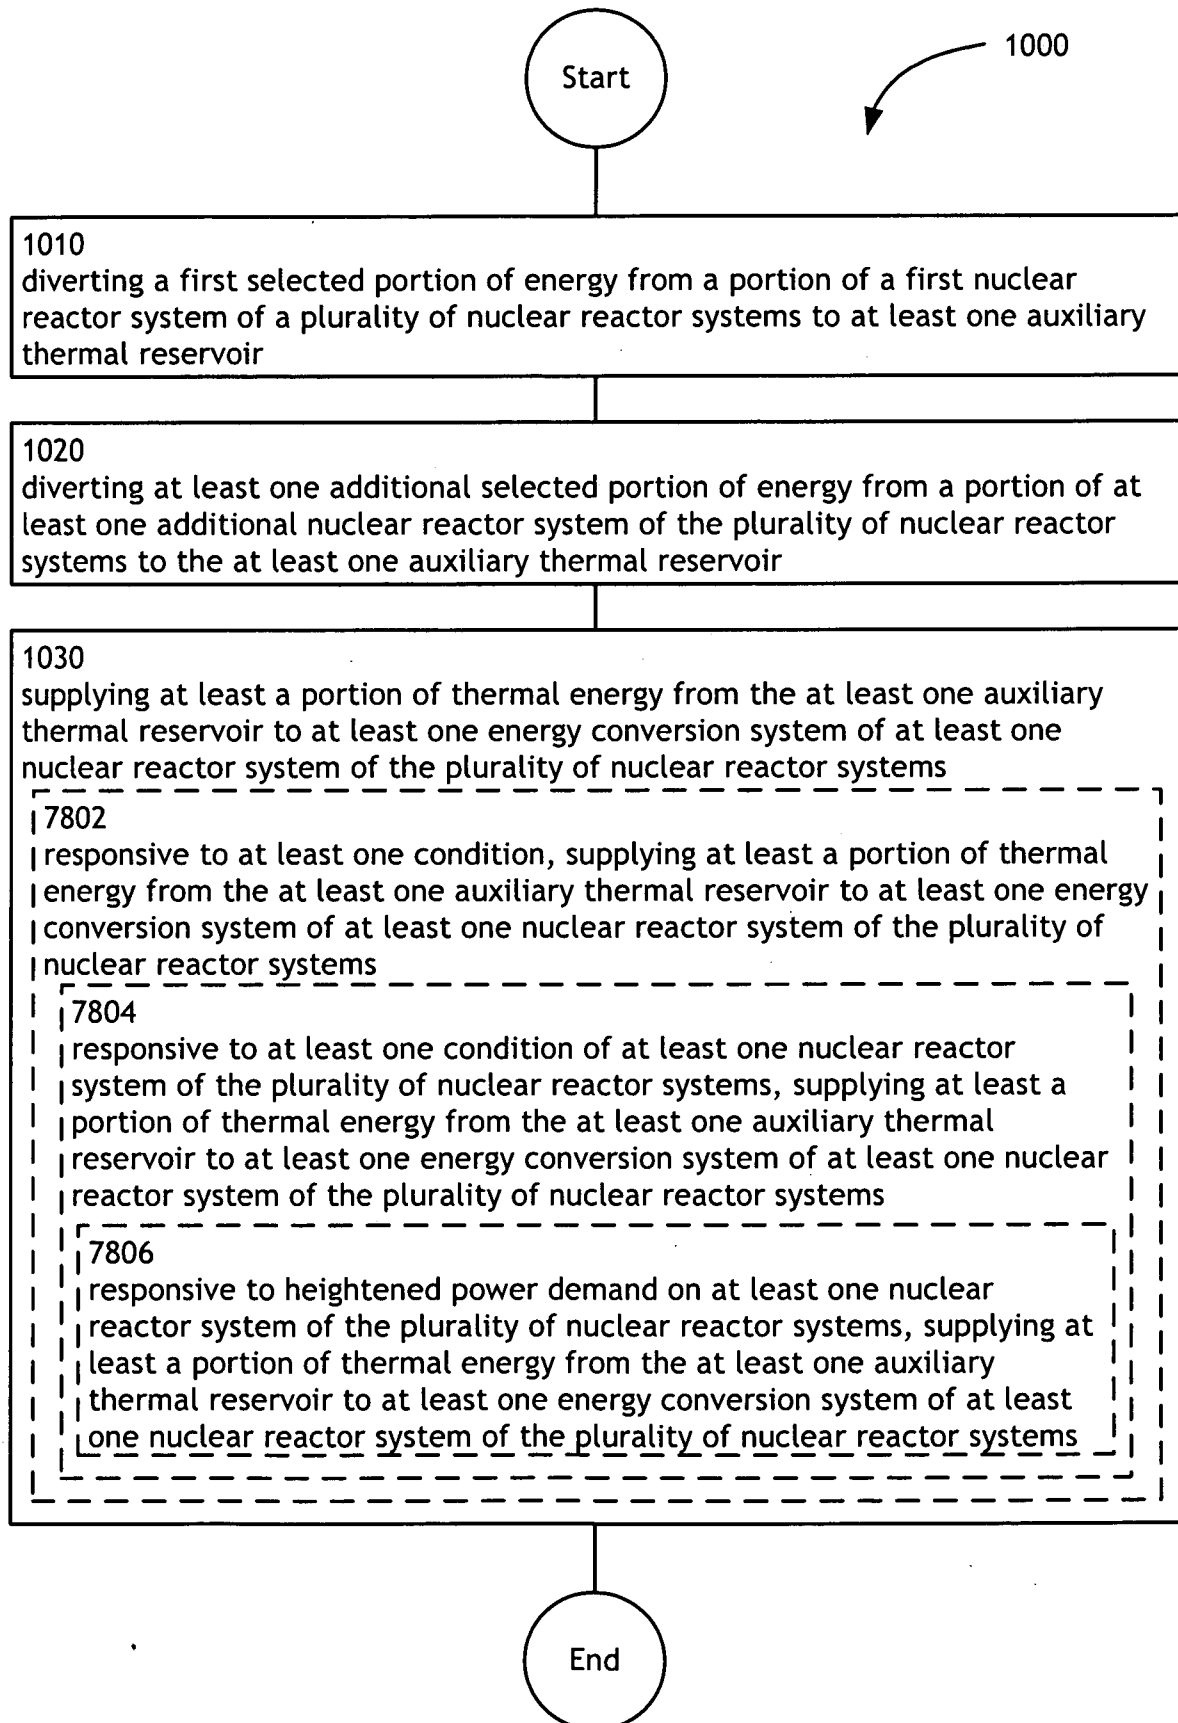 Start
1000
1010
diverting a first selected portion of energy from a portion of a first nuclear
reactor system of a plurality of nuclear reactor systems to at least one auxiliary
thermal reservoir
1020
diverting at least one additional selected portion of energy from a portion of at
least one additional nuclear reactor system of the plurality of nuclear reactor
systems to the at least one auxiliary thermal reservoir
1030
supplying at least a portion of thermal energy from the at least one auxiliary
thermal reservoir to at least one energy conversion system of at least one
nuclear reactor system of the plurality of nuclear reactor systems
7802
responsive to at least one condition, supplying at least a portion of thermal
energy from the at least one auxiliary thermal reservoir to at least one energy
conversion system of at least one nuclear reactor system of the plurality of
nuclear reactor systems
7804
responsive to at least one condition of at least one nuclear reactor
system of the plurality of nuclear reactor systems, supplying at least a
portion of thermal energy from the at least one auxiliary thermal
reservoir to at least one energy conversion system of at least one nuclear
reactor system of the plurality of nuclear reactor systems
7806
responsive to heightened power demand on at least one nuclear
reactor system of the plurality of nuclear reactor systems, supplying at
least a portion of thermal energy from the at least one auxiliary
thermal reservoir to at least one energy conversion system of at least
one nuclear reactor system of the plurality of nuclear reactor systems
End